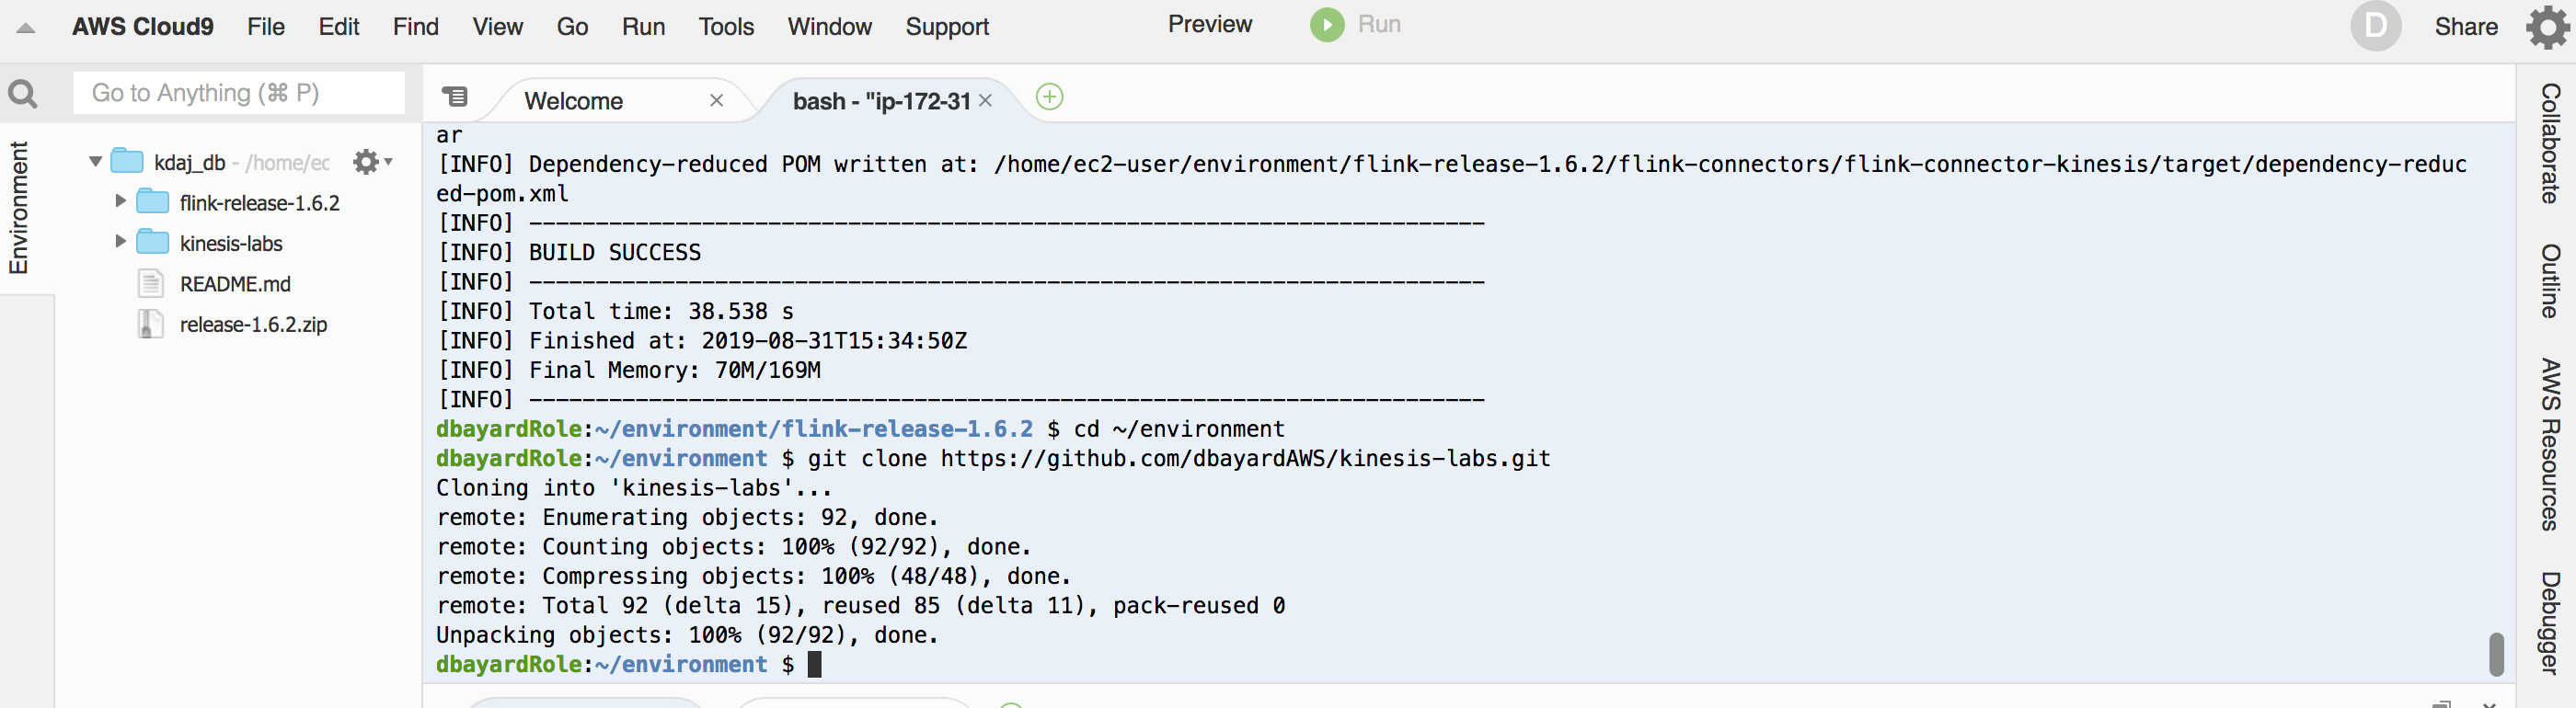 AWS Cloud9 File Edit Find View Go Run Tools Window Support Preview Run D Share
Go to Anything (⌘ P)
Welcome
bash - "ip-172-31
Environment
kdaj_db - /home/ec
flink-release-1.6.2
kinesis-labs
README.md
release-1.6.2.zip
ar
[INFO] Dependency-reduced POM written at: /home/ec2-user/environment/flink-release-1.6.2/flink-connectors/flink-connector-kinesis/target/dependency-reduc
ed-pom.xml
[INFO] ------------------------------------------------------------------------
[INFO] BUILD SUCCESS
[INFO] ------------------------------------------------------------------------
[INFO] Total time: 38.538 s
[INFO] Finished at: 2019-08-31T15:34:50Z
[INFO] Final Memory: 70M/169M
[INFO] ------------------------------------------------------------------------
dbayardRole:~/environment/flink-release-1.6.2 $ cd ~/environment
dbayardRole:~/environment $ git clone https://github.com/dbayardAWS/kinesis-labs.git
Cloning into 'kinesis-labs'...
remote: Enumerating objects: 92, done.
remote: Counting objects: 100% (92/92), done.
remote: Compressing objects: 100% (48/48), done.
remote: Total 92 (delta 15), reused 85 (delta 11), pack-reused 0
Unpacking objects: 100% (92/92), done.
dbayardRole:~/environment $
Collaborate
Outline
AWS Resources
Debugger